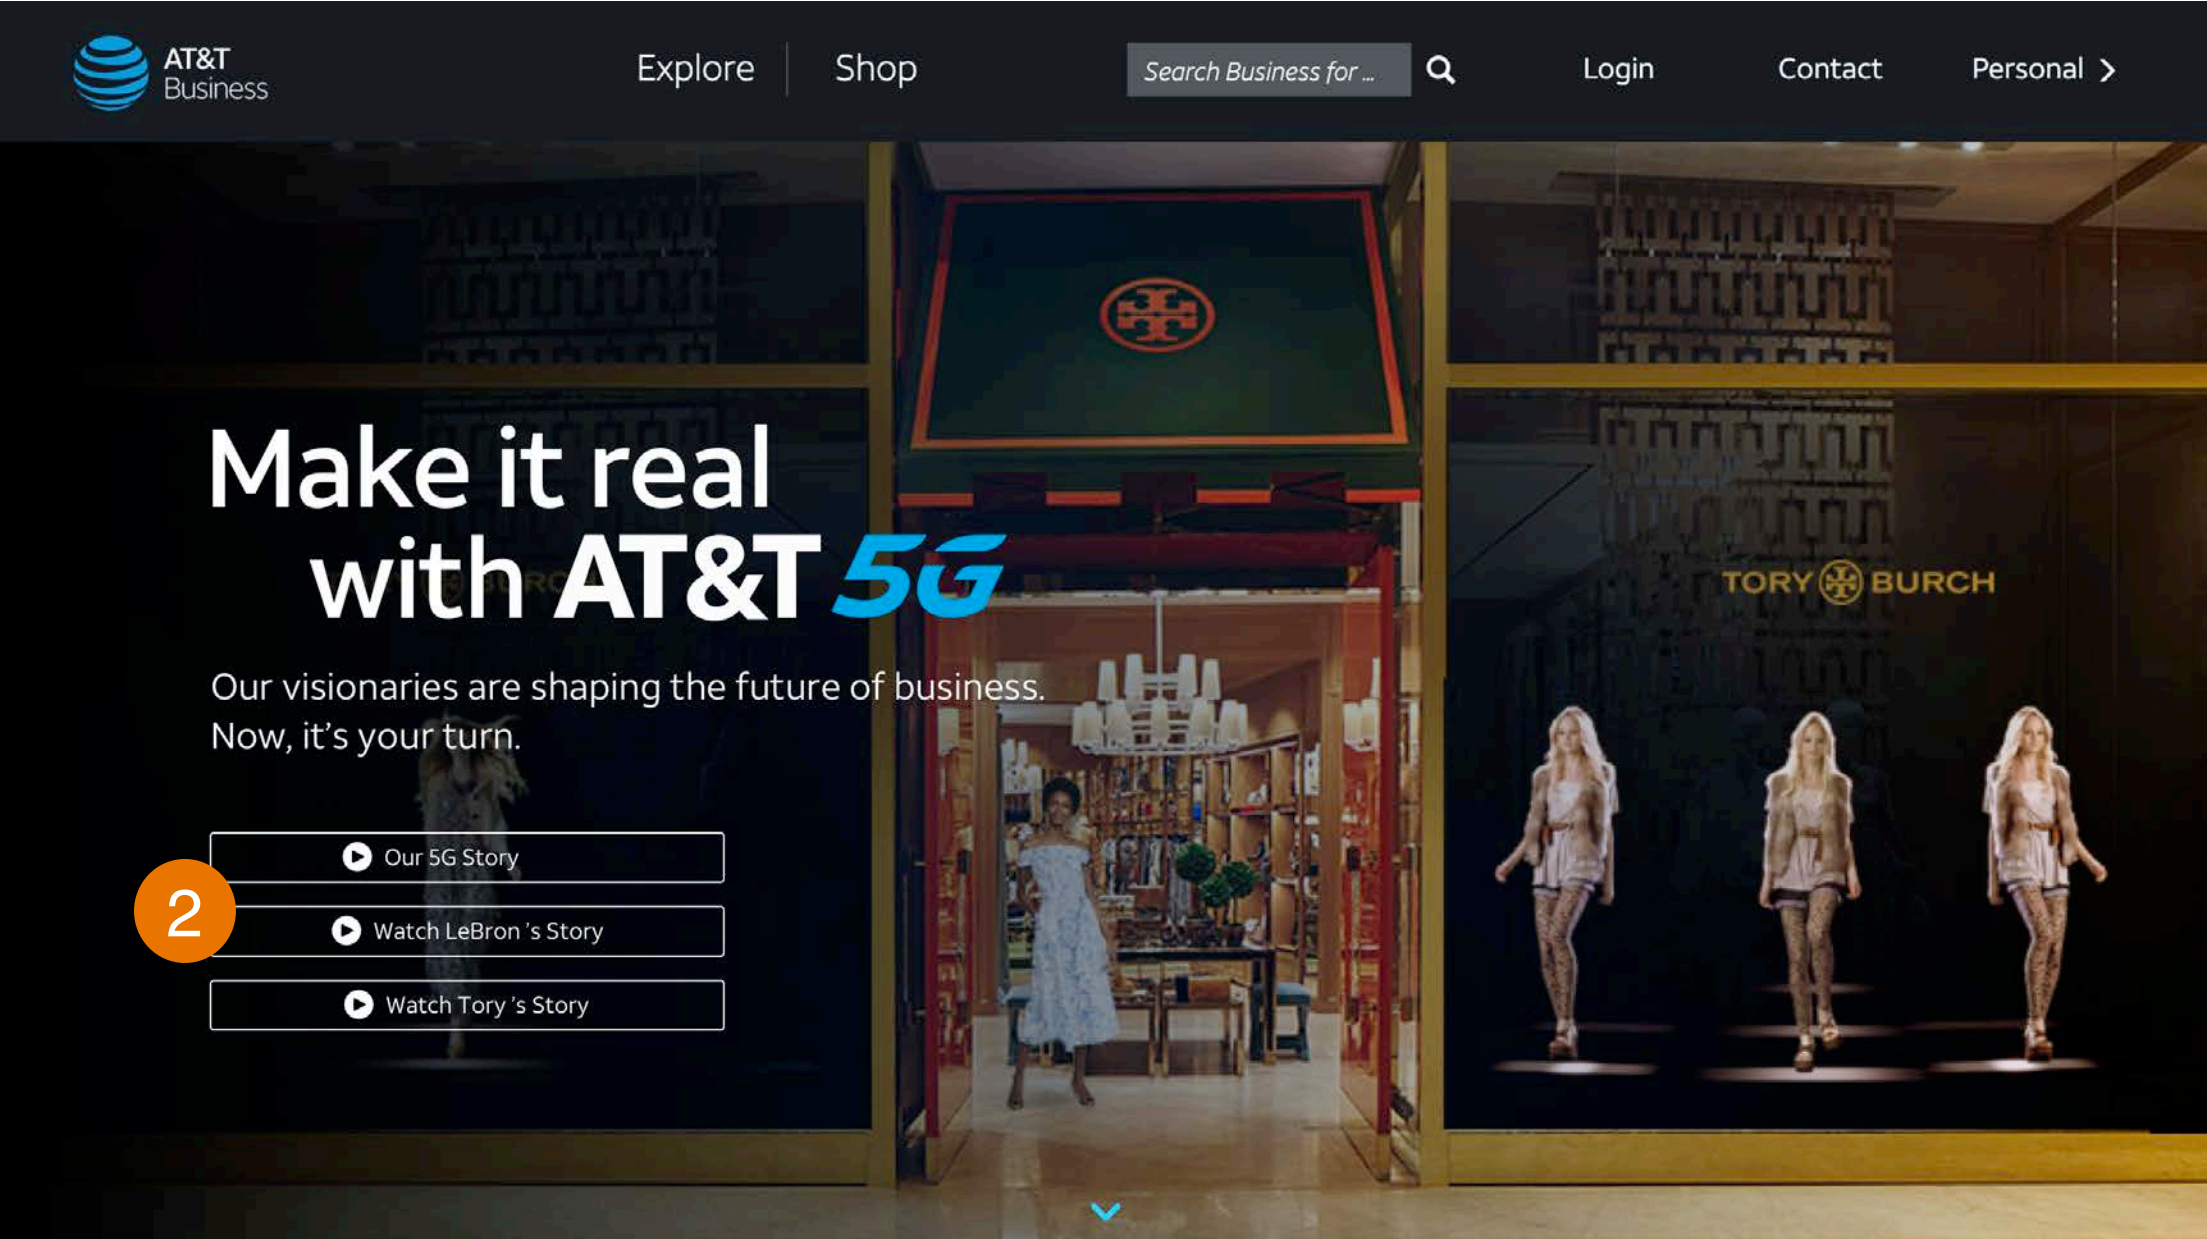 AT&T
Business
Explore
Shop
Search Business for ...
Login
Contact
Personal
Make it real
with AT&T 5G
TORY BURCH
Our visionaries are shaping the future of business.
Now, it's your turn.
Our 5G Story
2
Watch LeBron 's Story
Watch Tory 's Story